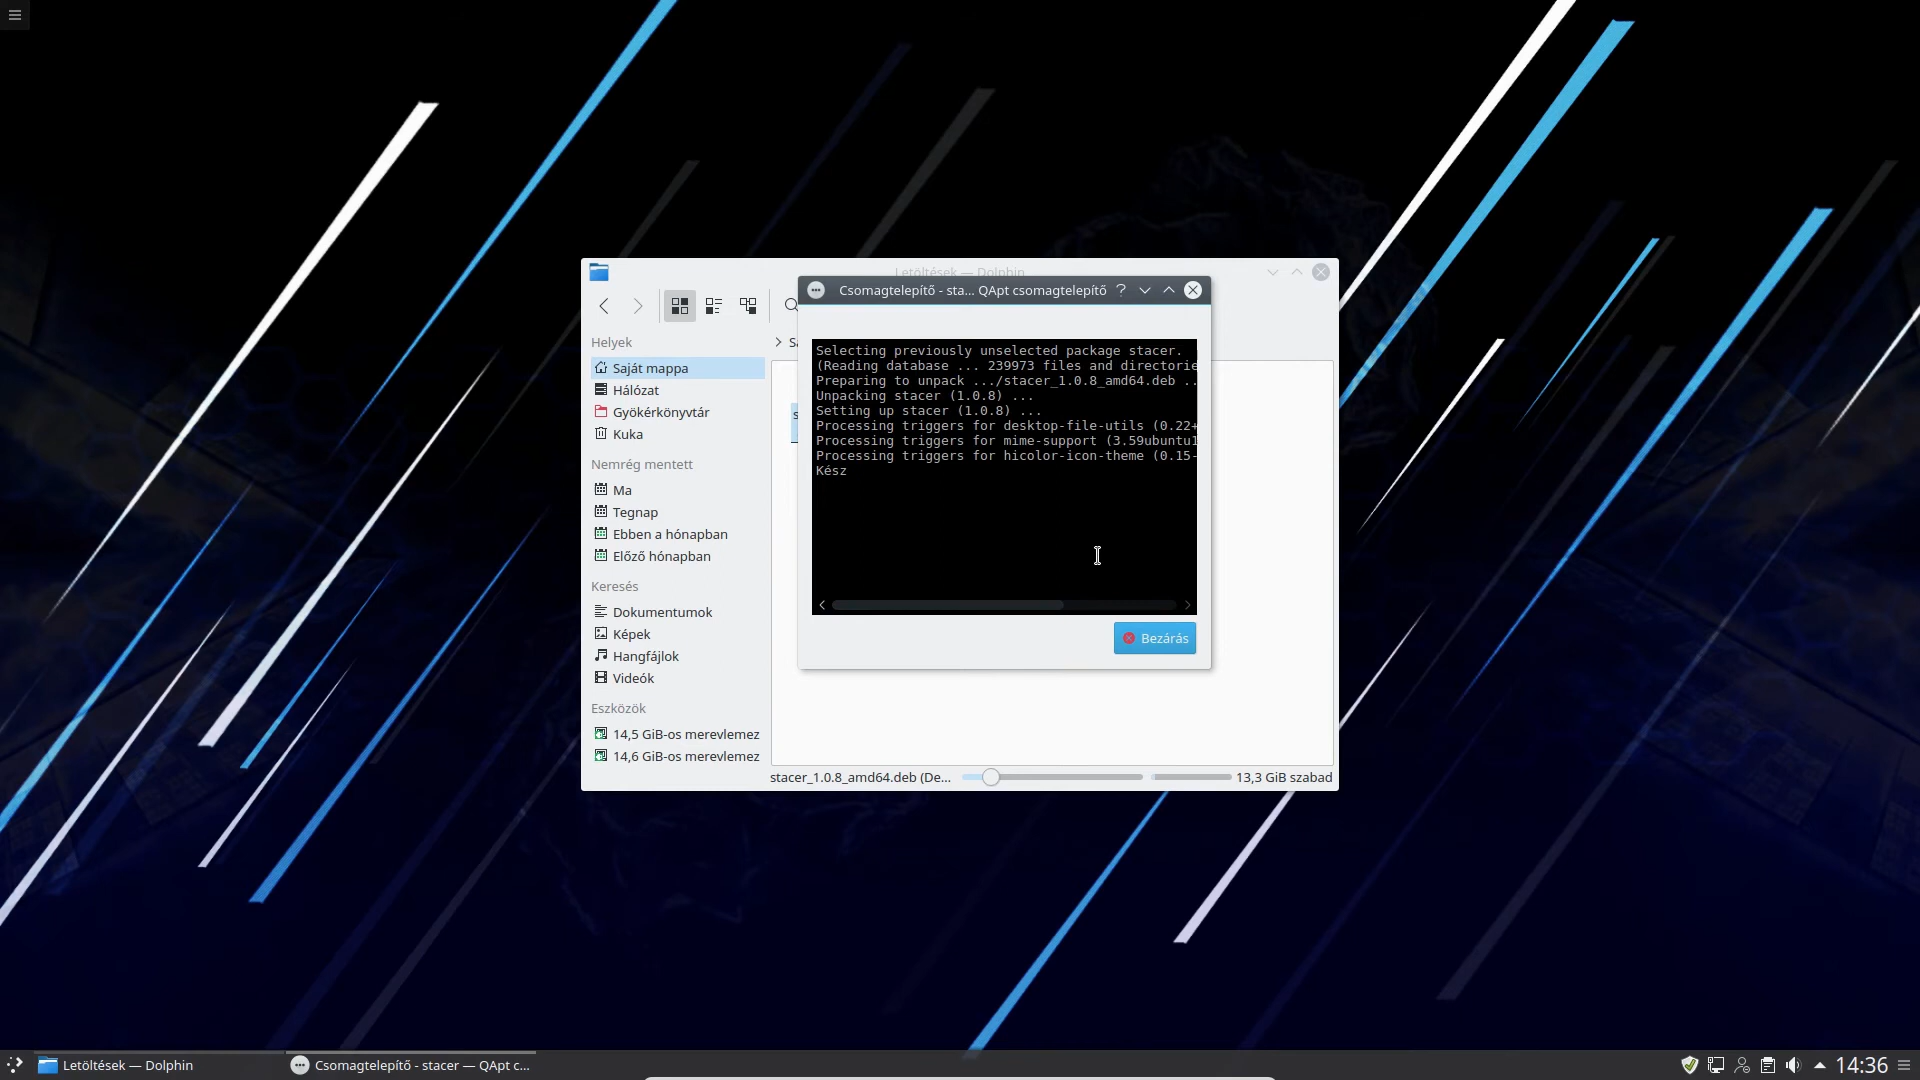 Letöltések — Dolphin
Csomagtelepítő - sta... QApt csomagtelepítő
Helyek
Saját mappa
Hálózat
Gyökérkönyvtár
Kuka
Nemrég mentett
Ma
Tegnap
Ebben a hónapban
Előző hónapban
Keresés
Dokumentumok
Képek
Hangfájlok
Videók
Eszközök
14,5 GiB-os merevlemez
14,6 GiB-os merevlemez
Selecting previously unselected package stacer.
(Reading database ... 239973 files and directorie
Preparing to unpack .../stacer_1.0.8_amd64.deb ..
Unpacking stacer (1.0.8) ...
Setting up stacer (1.0.8) ...
Processing triggers for desktop-file-utils (0.22+
Processing triggers for mime-support (3.59ubuntu1
Processing triggers for hicolor-icon-theme (0.15-
Kész
Bezárás
stacer_1.0.8_amd64.deb (De...
13,3 GiB szabad
Letöltések — Dolphin
Csomagtelepítő - stacer — QApt c...
14:36